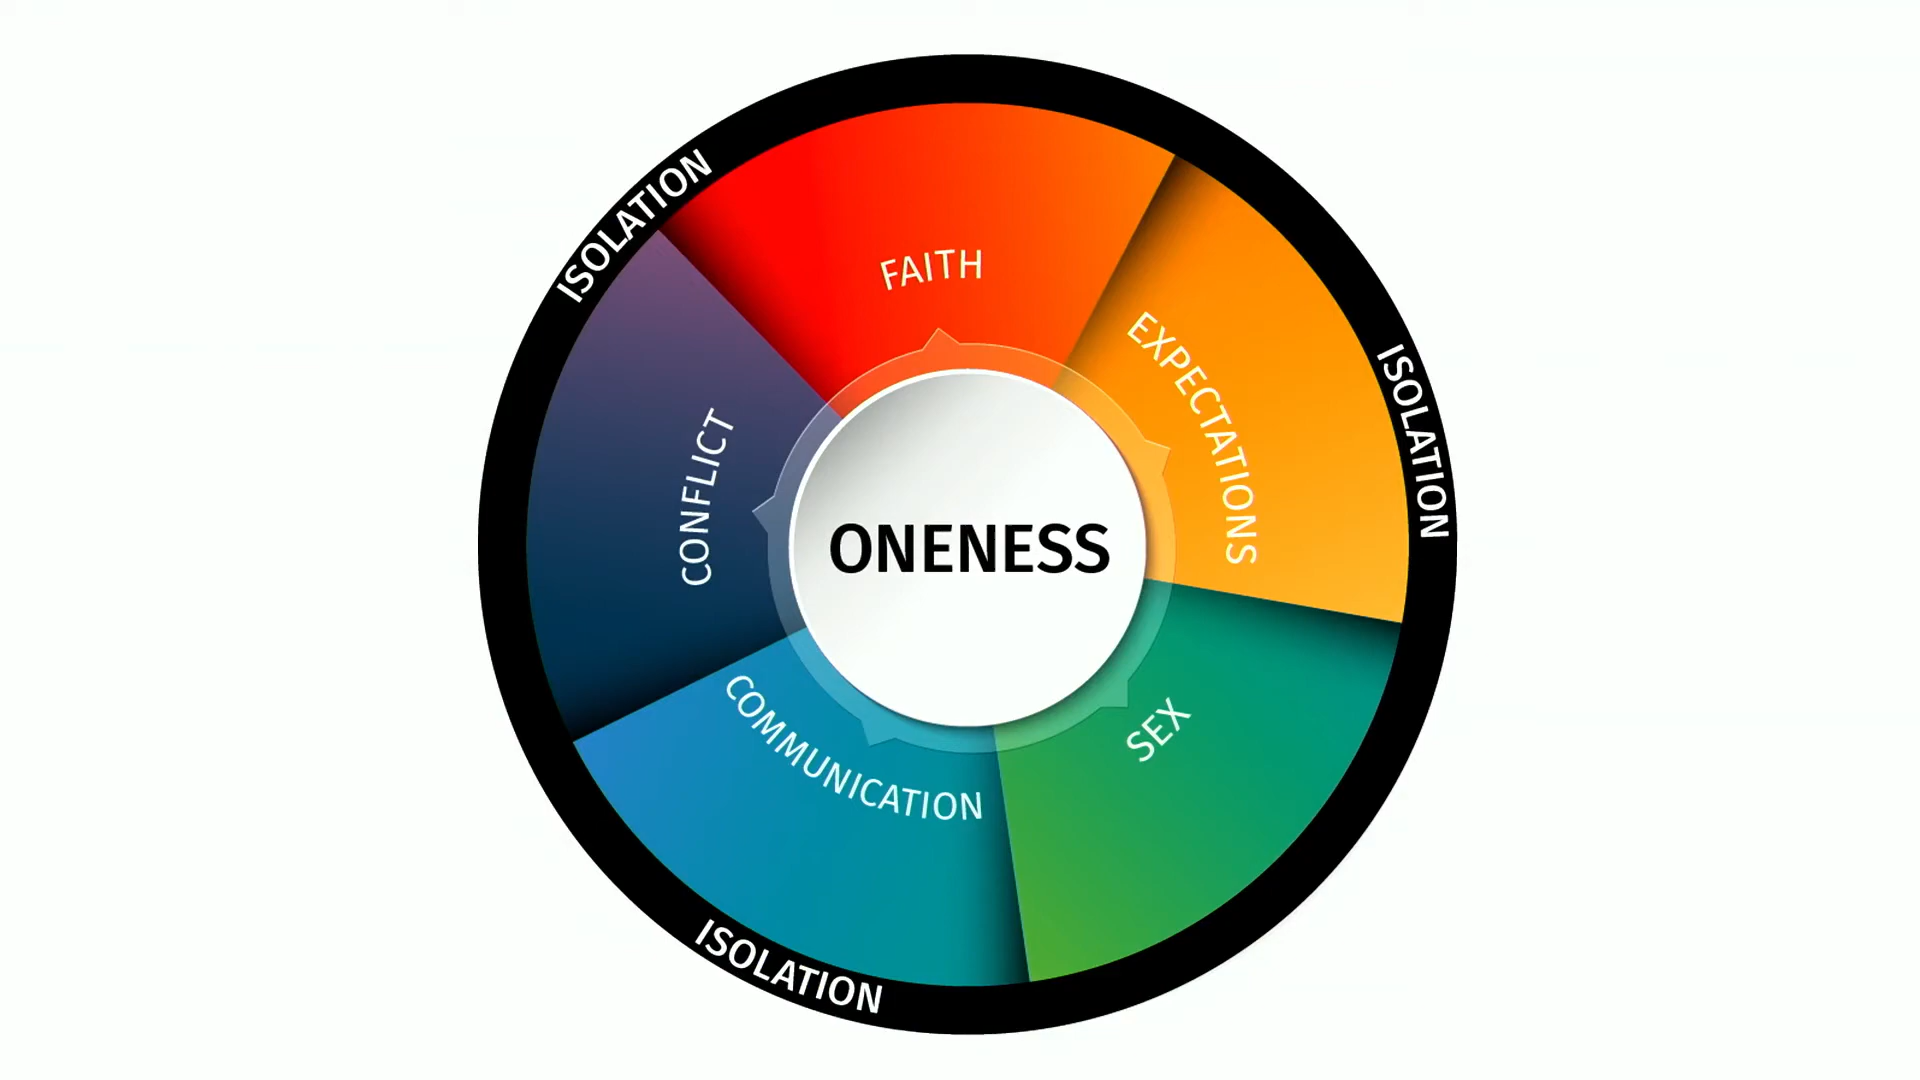 ISOLATION
FAITH
EXPECTATIONS
ISOLATION
CONFLICT
ONENESS
SEX
COMMUNICATION
ISOLATION